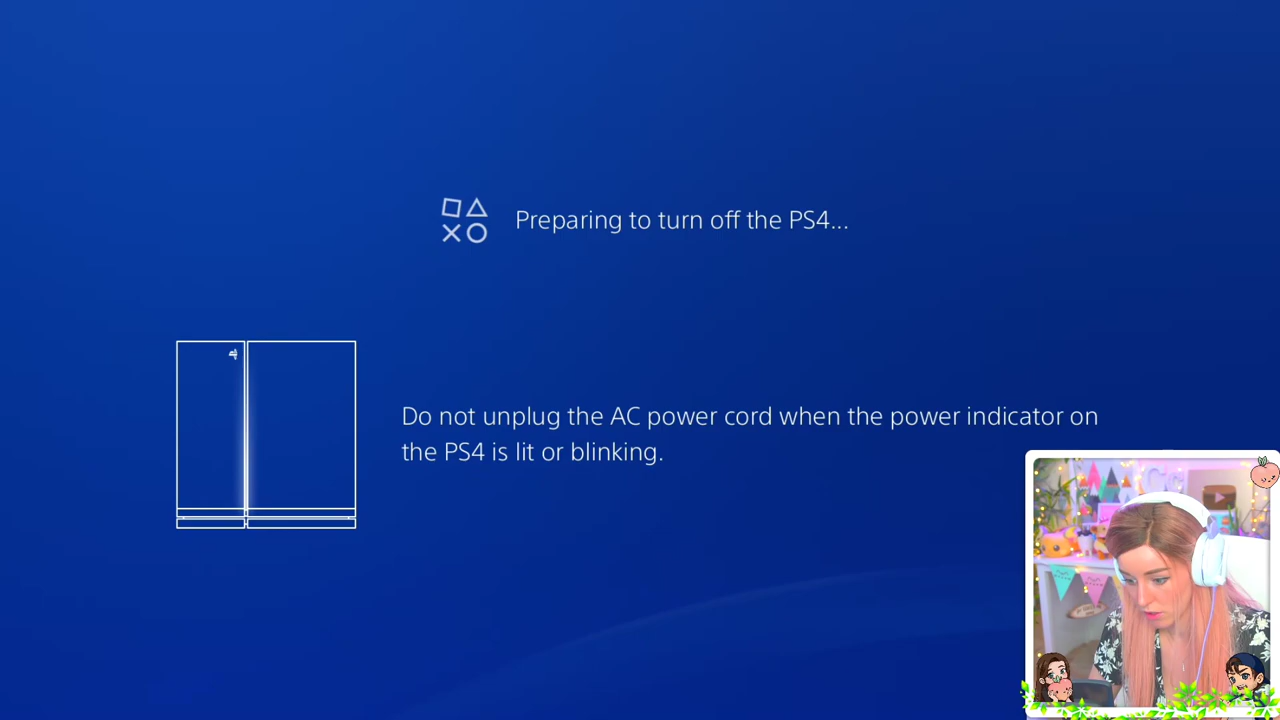 Preparing to turn off the PS4...
Do not unplug the AC power cord when the power indicator on
the PS4 is lit or blinking.